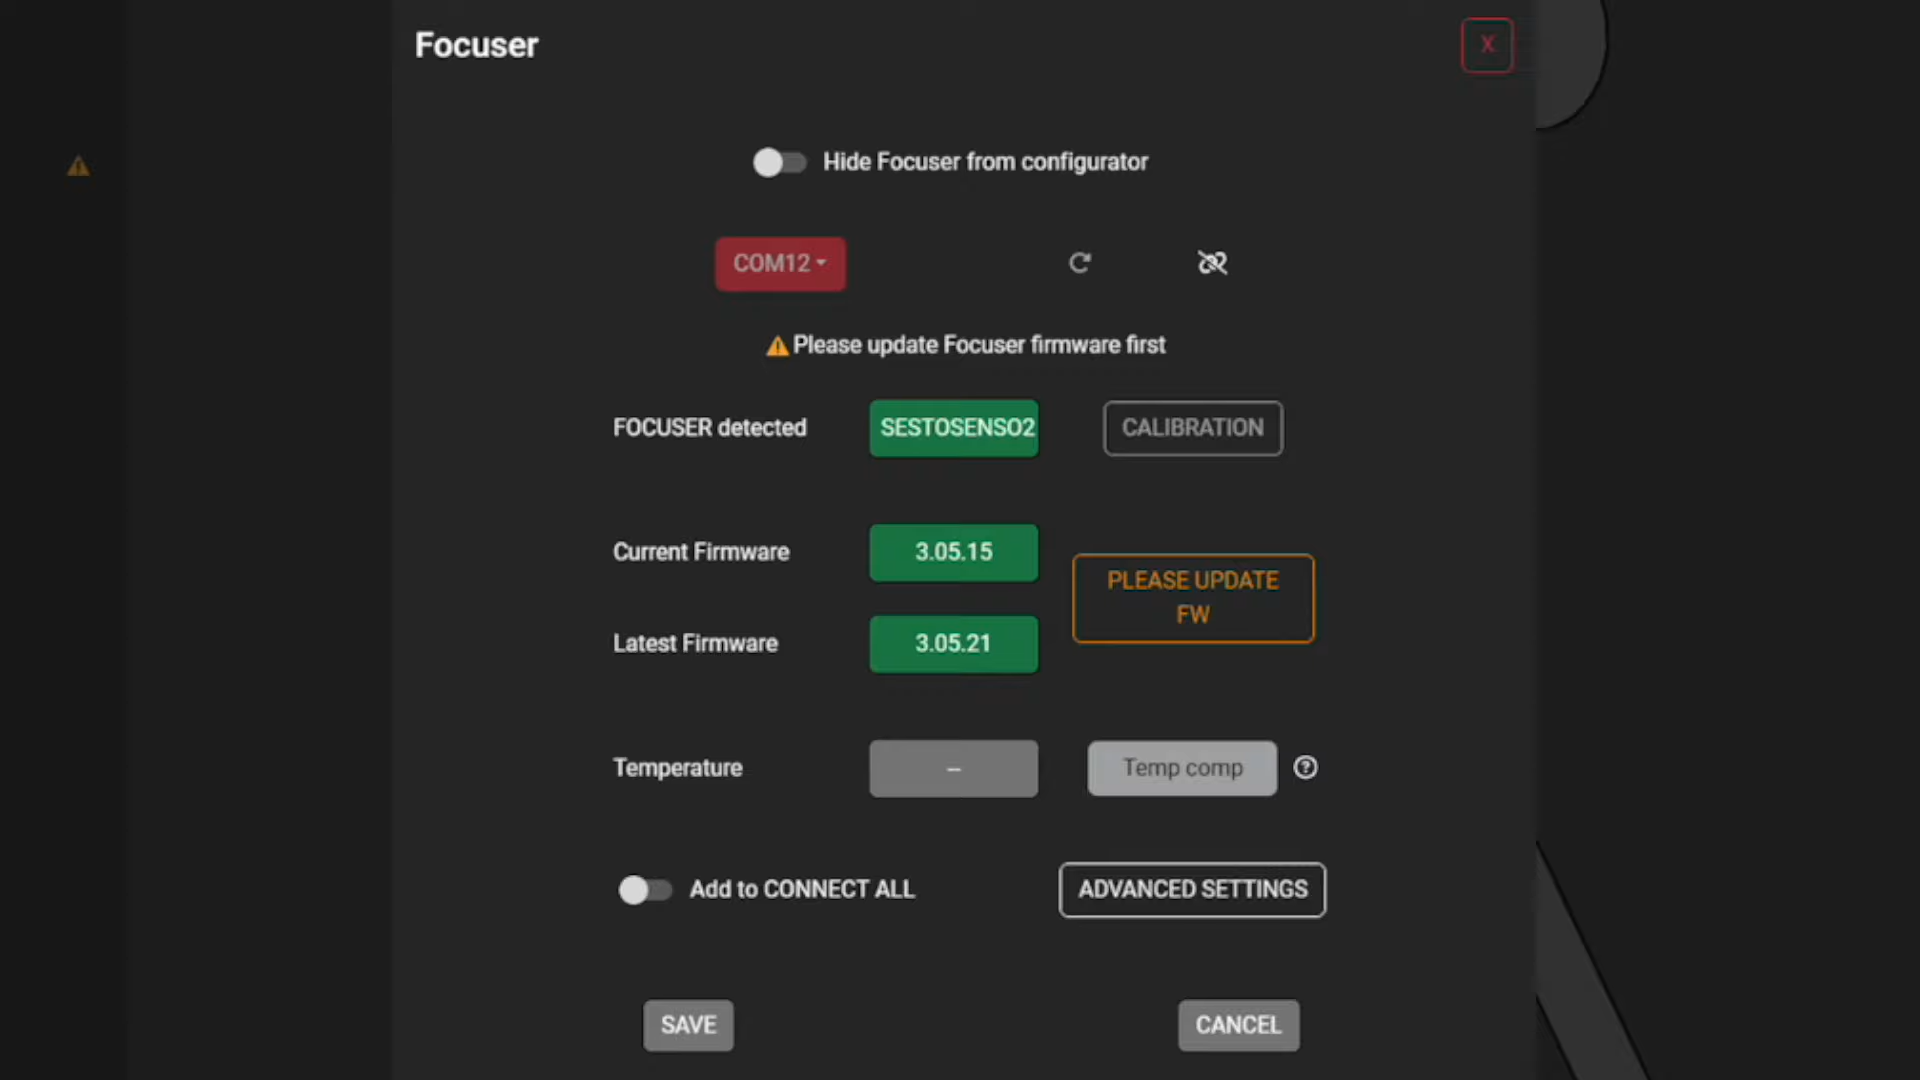 Focuser
X
Hide Focuser from configurator
COM12
Please update Focuser firmware first
FOCUSER detected
SESTOSENSO2
CALIBRATION
Current Firmware
3.05.15
PLEASE UPDATE
FW
Latest Firmware
3.05.21
Temperature
--
Temp comp
?
Add to CONNECT ALL
ADVANCED SETTINGS
SAVE
CANCEL